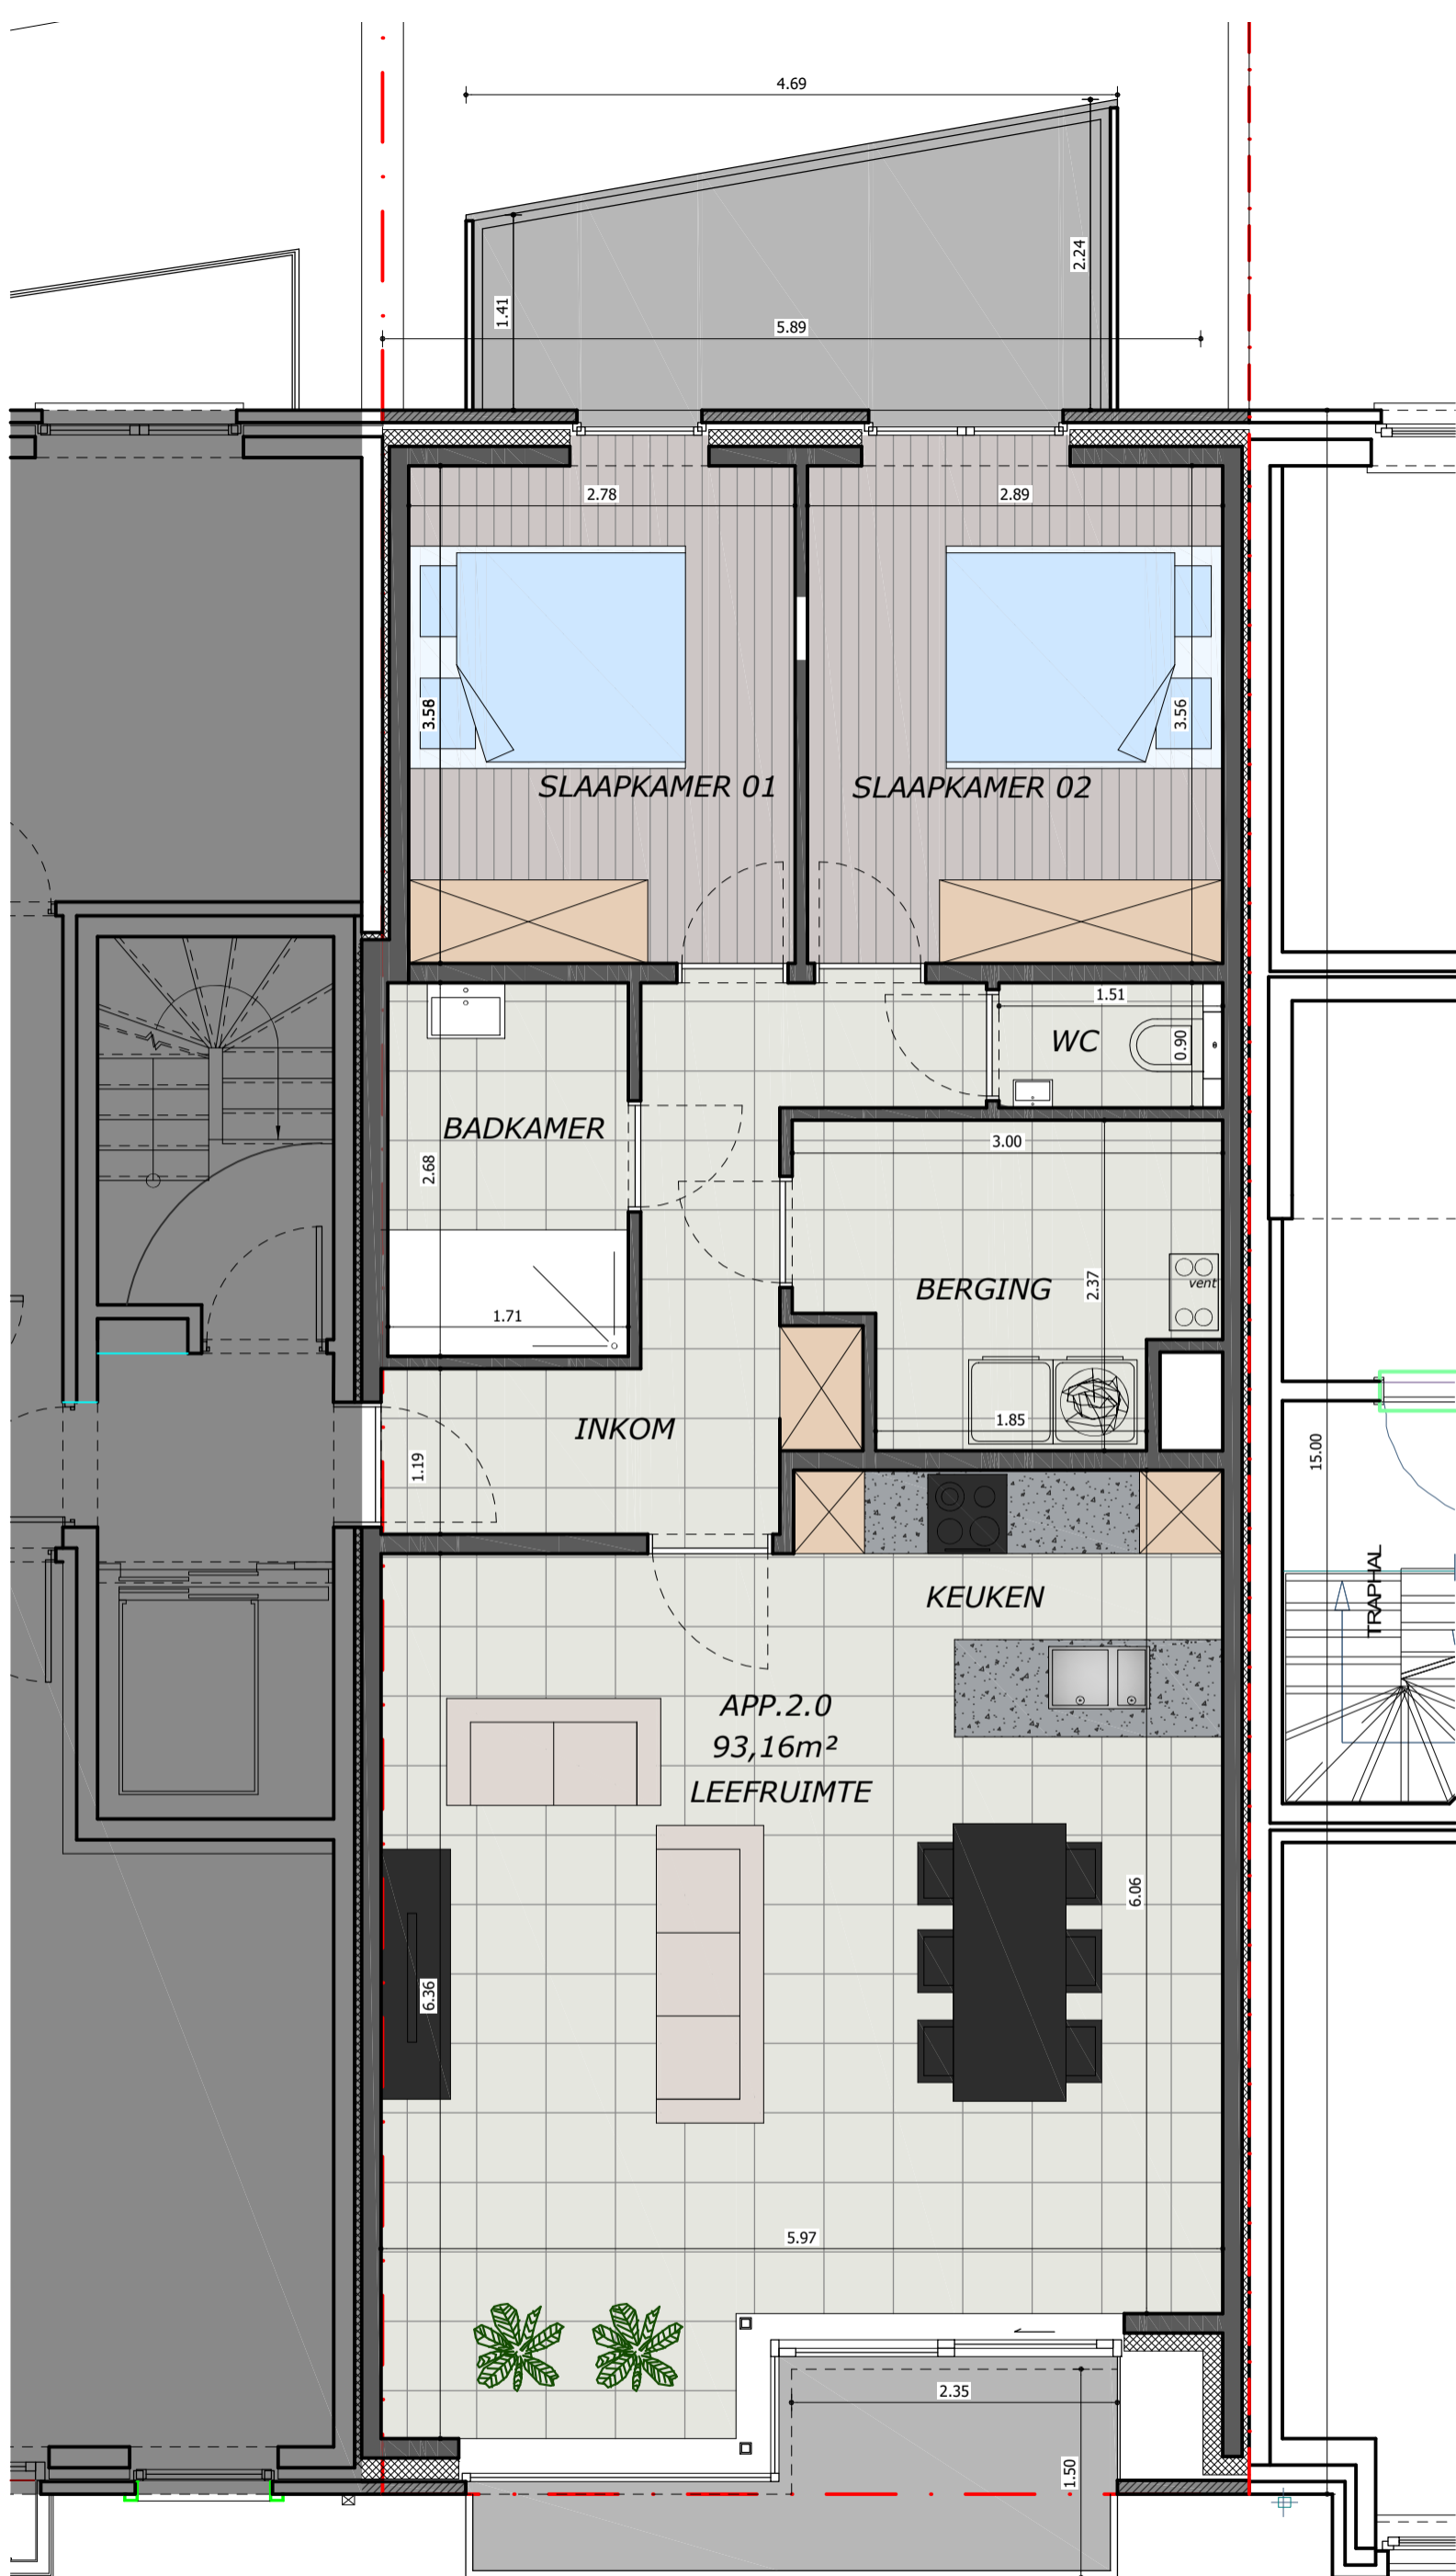 4.69
2.24
1.41
5.89
2.78
2.89
3.58
3.56
SLAAPKAMER 01
SLAAPKAMER 02
1.51
WC
0.90
BADKAMER
3.00
2.68
BERGING
2.37
vent
1.71
1.85
INKOM
1.19
15.00
TRAPHAL
KEUKEN
APP.2.0
93,16m²
LEEFRUIMTE
6.06
6.36
5.97
2.35
1.50